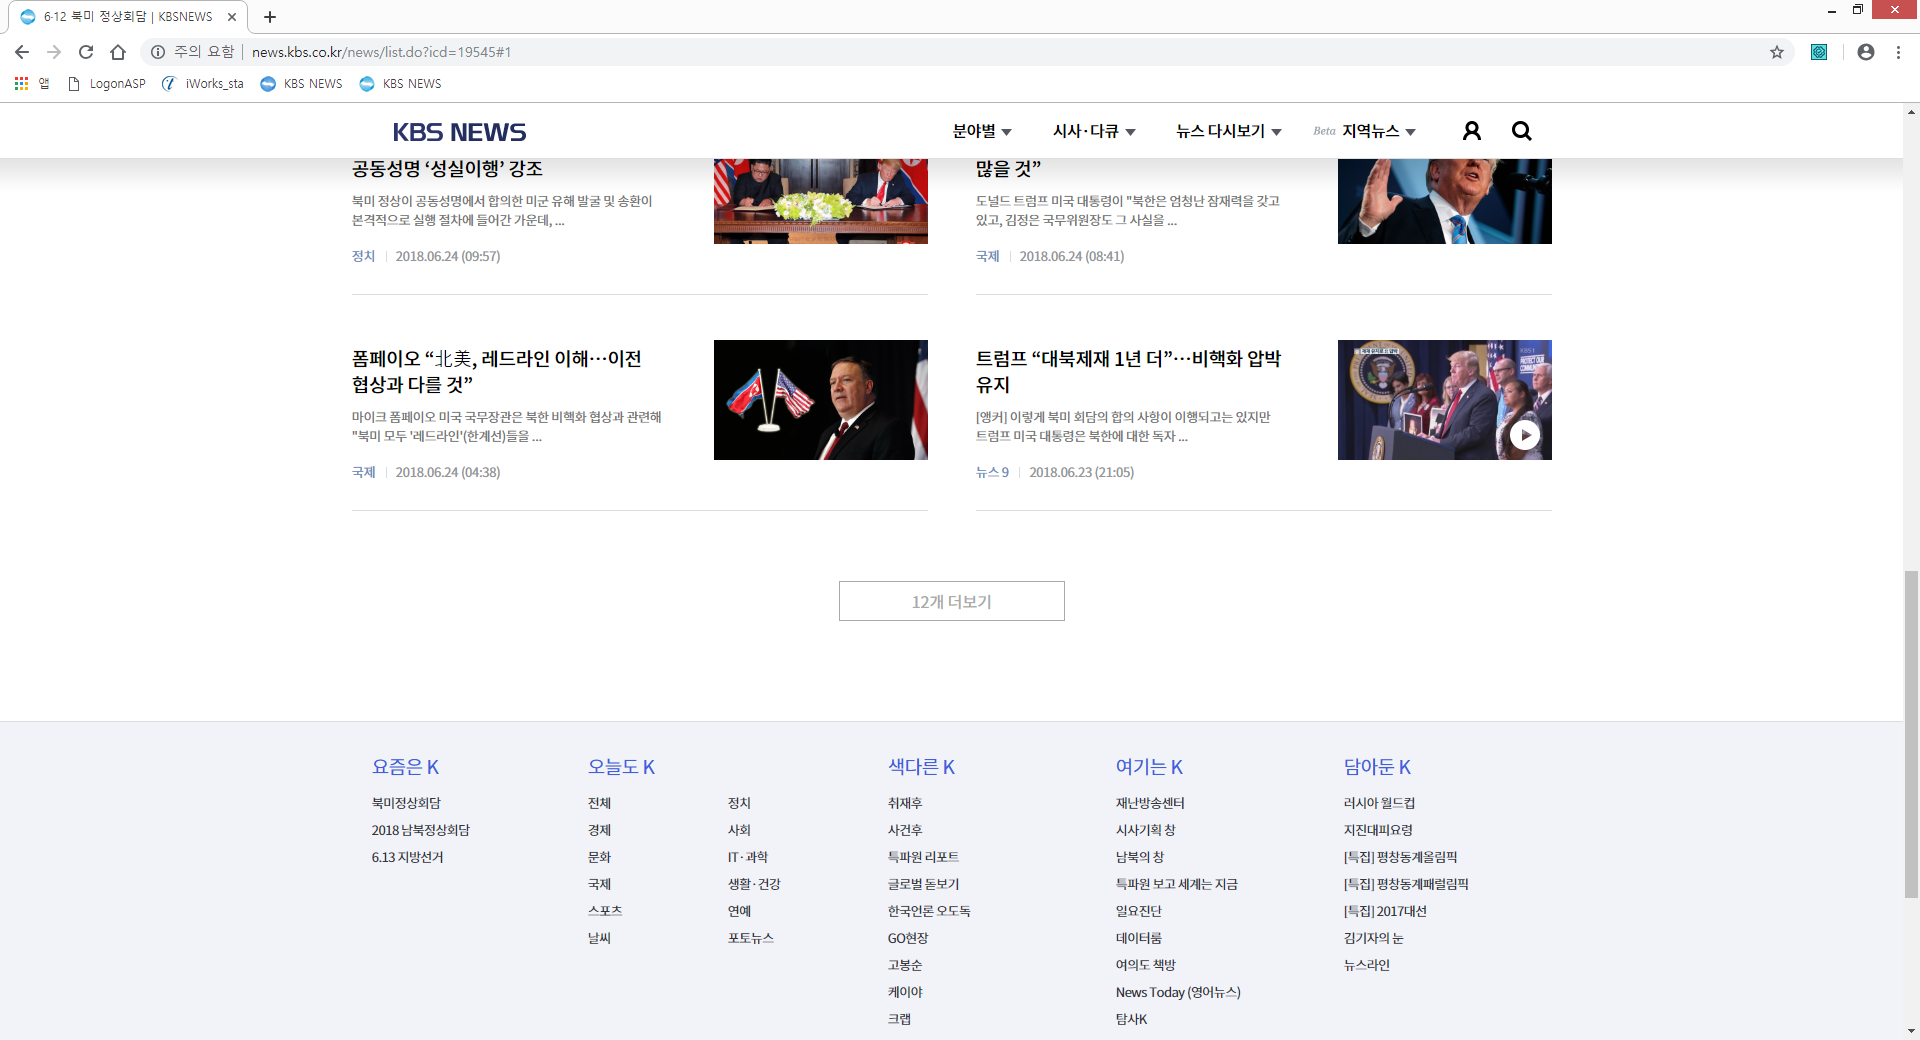 6·12 북미 정상회담 | KBSNEWS
주의 요함 | news.kbs.co.kr/news/list.do?icd=19545#1
앱 LogonASP iWorks_sta KBS NEWS KBS NEWS
KBS NEWS 분야별 시사·다큐 뉴스 다시보기 Beta 지역뉴스
공동성명 ‘성실이행’ 강조
북미 정상이 공동성명에서 합의한 미군 유해 발굴 및 송환이
본격적으로 실행 절차에 들어간 가운데, ...
정치 2018.06.24 (09:57)
많을 것”
도널드 트럼프 미국 대통령이 "북한은 엄청난 잠재력을 갖고
있고, 김정은 국무위원장도 그 사실을 ...
국제 2018.06.24 (08:41)
폼페이오 “北美, 레드라인 이해…이전
협상과 다를 것”
마이크 폼페이오 미국 국무장관은 북한 비핵화 협상과 관련해
"북미 모두 '레드라인'(한계선)들을 ...
국제 2018.06.24 (04:38)
트럼프 “대북제재 1년 더”…비핵화 압박
유지
[앵커] 이렇게 북미 회담의 합의 사항이 이행되고는 있지만
트럼프 미국 대통령은 북한에 대한 독자 ...
뉴스 9 2018.06.23 (21:05)
12개 더보기
요즘은 K
북미정상회담
2018 남북정상회담
6.13 지방선거
오늘도 K
전체 정치
경제 사회
문화 IT·과학
국제 생활·건강
스포츠 연예
날씨 포토뉴스
색다른 K
취재후
사건후
특파원 리포트
글로벌 돋보기
한국언론 오도독
GO현장
고봉순
케이야
크랩
여기는 K
재난방송센터
시사기획 창
남북의 창
특파원 보고 세계는 지금
일요진단
데이터룸
여의도 책방
News Today (영어뉴스)
탐사K
담아둔 K
러시아 월드컵
지진대피요령
[특집] 평창동계올림픽
[특집] 평창동계패럴림픽
[특집] 2017대선
김기자의 눈
뉴스라인